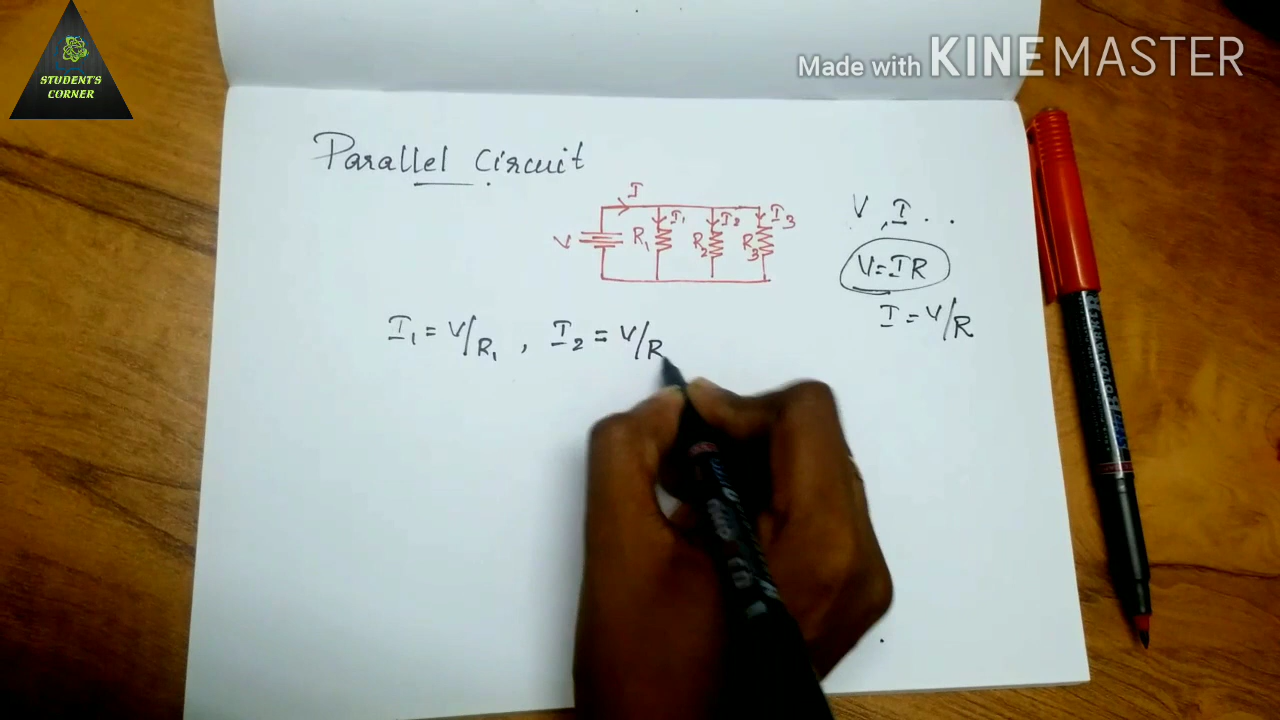 STUDENT'S
CORNER
Made with KINEMASTER
Parallel Circuit
I
I1 I2 I3
V R1 R2 R3
V, I . .
V=IR
I = V/R
I1 = V/R1 , I2 = V/R